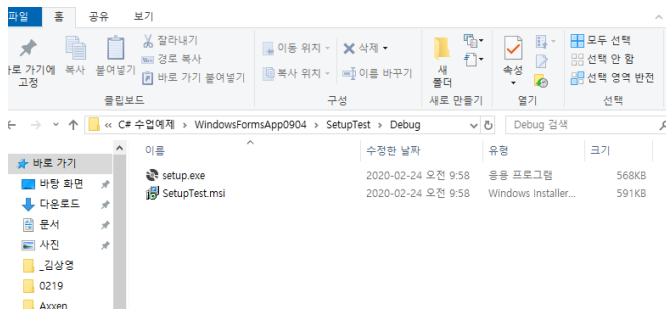 파일 홈 공유 보기
로 가기에 고정
복사
붙여넣기
잘라내기
경로 복사
바로 가기 붙여넣기
클립보드
이동 위치
복사 위치
삭제
이름 바꾸기
구성
새 폴더
새로 만들기
속성
열기
모두 선택
선택 안 함
선택 영역 반전
선택
« C# 수업예제 > WindowsFormsApp0904 > SetupTest > Debug
Debug 검색
바로 가기
바탕 화면
다운로드
문서
사진
_김상영
0219
Axxen
이름 수정한 날짜 유형 크기
setup.exe 2020-02-24 오전 9:58 응용 프로그램 568KB
SetupTest.msi 2020-02-24 오전 9:58 Windows Installer... 591KB